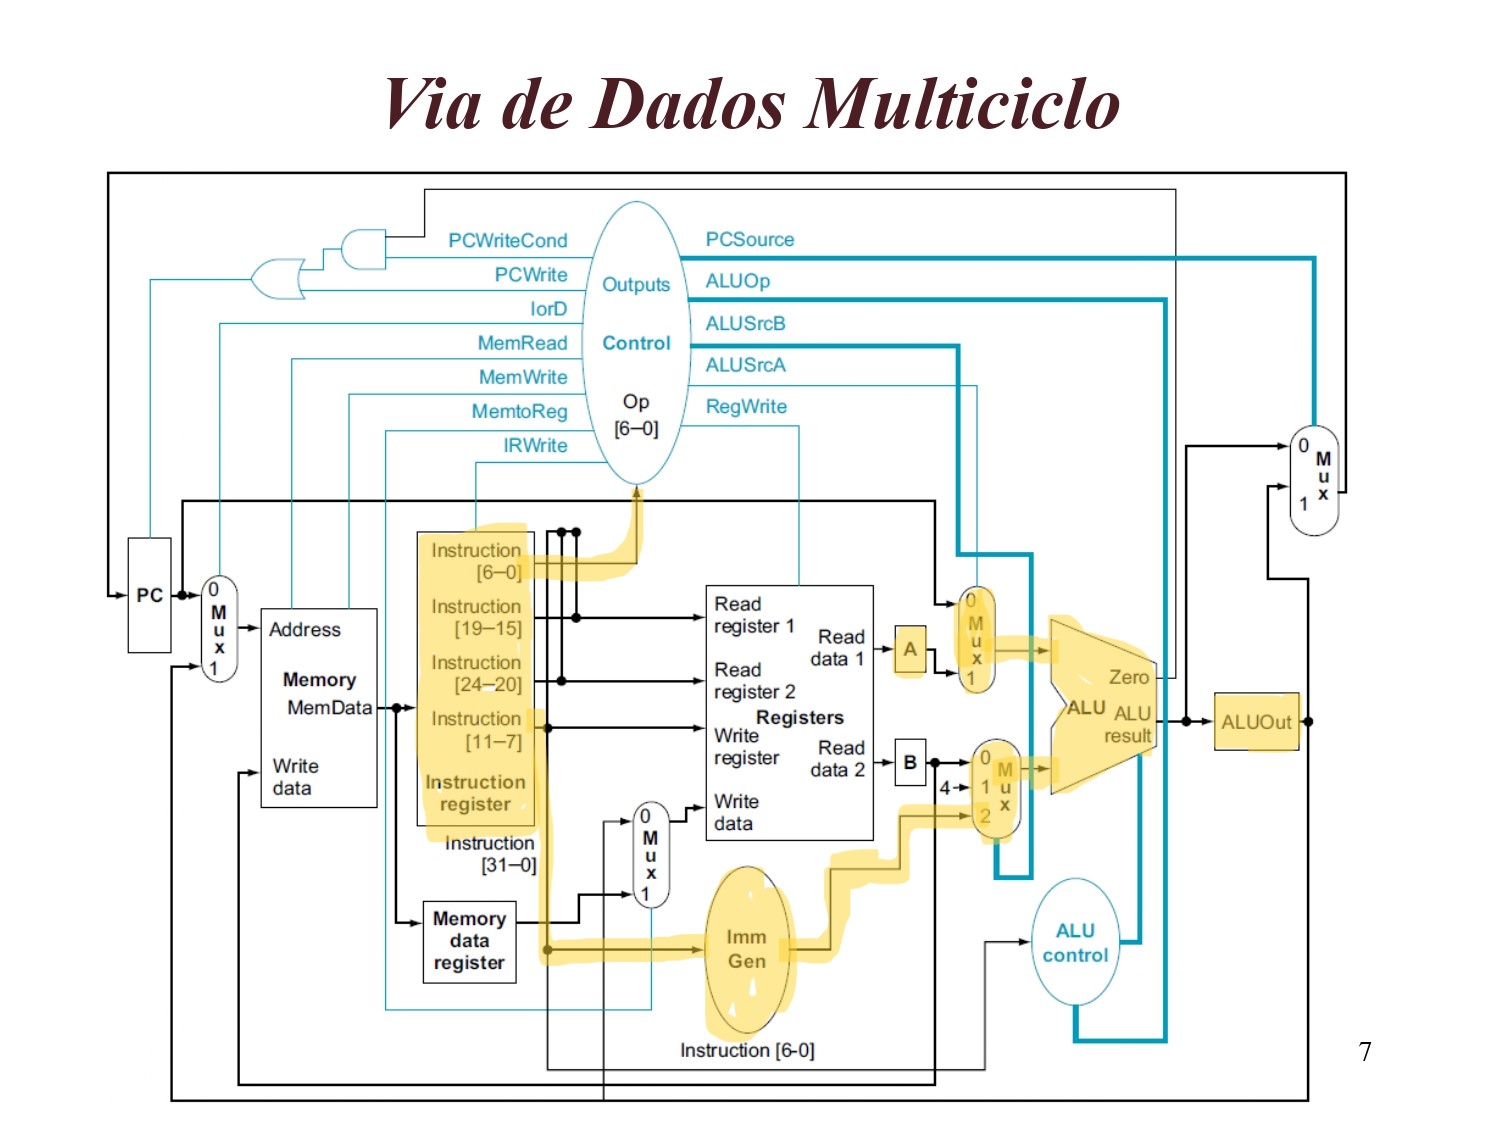 Via de Dados Multiciclo
PCWriteCond
PCWrite
IorD
MemRead
MemWrite
MemtoReg
IRWrite
Outputs
Control
Op
[6–0]
PCSource
ALUOp
ALUSrcB
ALUSrcA
RegWrite
0
M
u
x
1
PC
0
M
u
x
1
Address
Memory
MemData
Write
data
Instruction
[6–0]
Instruction
[19–15]
Instruction
[24–20]
Instruction
[11–7]
Instruction
register
Instruction
[31–0]
Memory
data
register
0
M
u
x
1
Read
register 1
Read
register 2
Registers
Write
register
Write
data
Read
data 1
Read
data 2
A
B
4
0
M
u
x
1
0
1
2
M
u
x
Zero
ALU
ALU
result
ALUOut
Imm
Gen
ALU
control
Instruction [6-0]
7